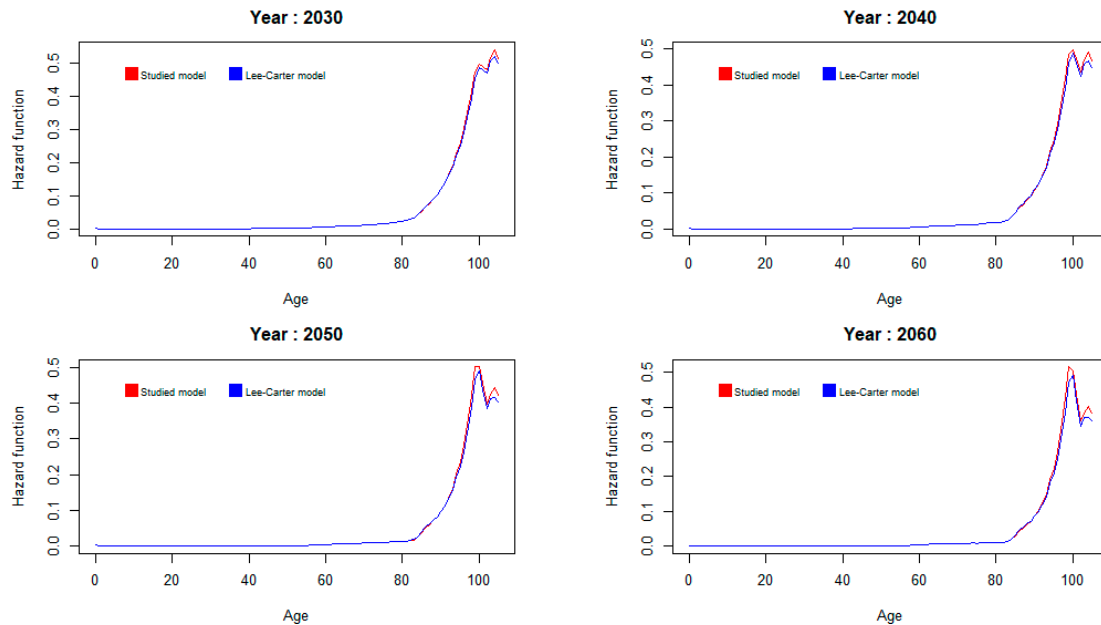 Year : 2030
Hazard function
0.0 0.1 0.2 0.3 0.4 0.5
Studied model Lee-Carter model
0 20 40 60 80 100
Age
Year : 2040
Hazard function
0.0 0.1 0.2 0.3 0.4 0.5
Studied model Lee-Carter model
0 20 40 60 80 100
Age
Year : 2050
Hazard function
0.0 0.1 0.2 0.3 0.4 0.5
Studied model Lee-Carter model
0 20 40 60 80 100
Age
Year : 2060
Hazard function
0.0 0.1 0.2 0.3 0.4 0.5
Studied model Lee-Carter model
0 20 40 60 80 100
Age